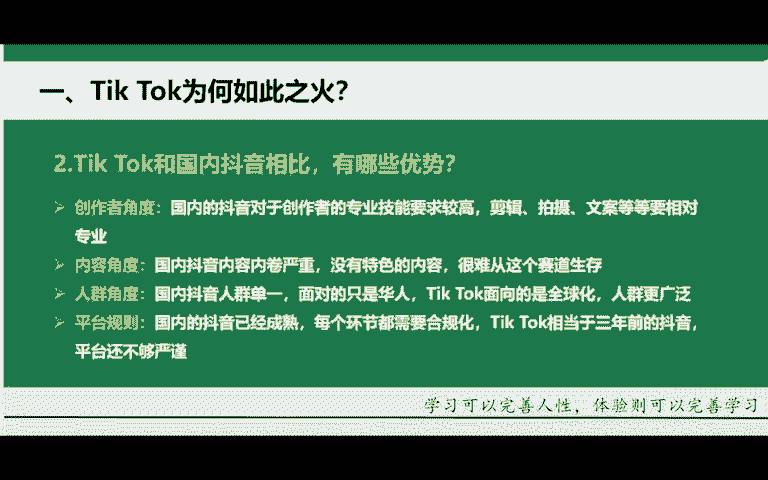 一、Tik Tok为何如此之火？
2.Tik Tok和国内抖音相比，有哪些优势？
➢ 创作者角度：国内的抖音对于创作者的专业技能要求较高，剪辑、拍摄、文案等等要相对
专业
➢ 内容角度：国内抖音内容内卷严重，没有特色的内容，很难从这个赛道生存
➢ 人群角度：国内抖音人群单一，面对的只是华人，Tik Tok面向的是全球化，人群更广泛
➢ 平台规则：国内的抖音已经成熟，每个环节都需要合规化，Tik Tok相当于三年前的抖音，
平台还不够严谨
学习可以完善人性，体验则可以完善学习